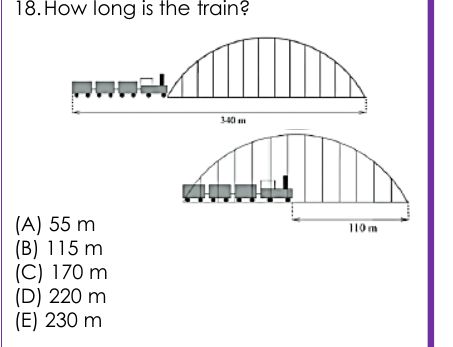 18. How long is the train?
340 m
110 m
(A) 55 m
(B) 115 m
(C) 170 m
(D) 220 m
(E) 230 m